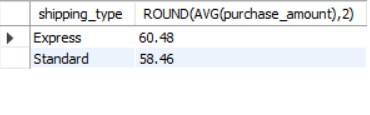 shipping_type ROUND(AVG(purchase_amount),2)
Express 60.48
Standard 58.46